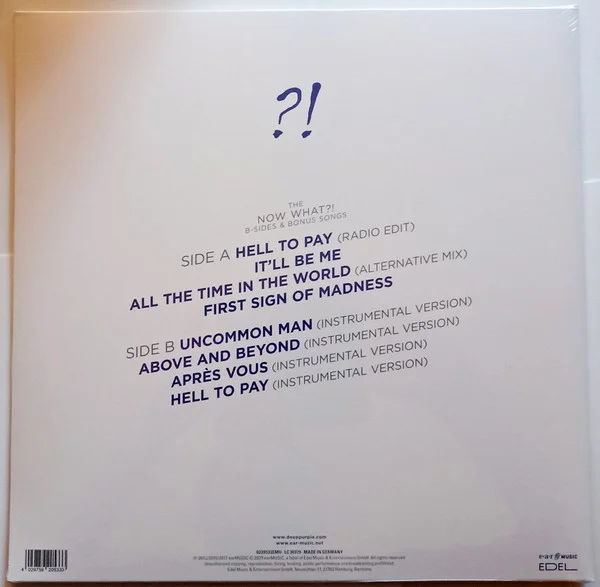 ?!
THE
NOW WHAT?!
B-SIDES & BONUS SONGS
SIDE A HELL TO PAY (RADIO EDIT)
IT'LL BE ME
ALL THE TIME IN THE WORLD (ALTERNATIVE MIX)
FIRST SIGN OF MADNESS
SIDE B UNCOMMON MAN (INSTRUMENTAL VERSION)
ABOVE AND BEYOND (INSTRUMENTAL VERSION)
APRÈS VOUS (INSTRUMENTAL VERSION)
HELL TO PAY (INSTRUMENTAL VERSION)
www.deeppurple.com
www.ear-music.net
MADE IN GERMANY
e·a·r MUSIC
EDEL